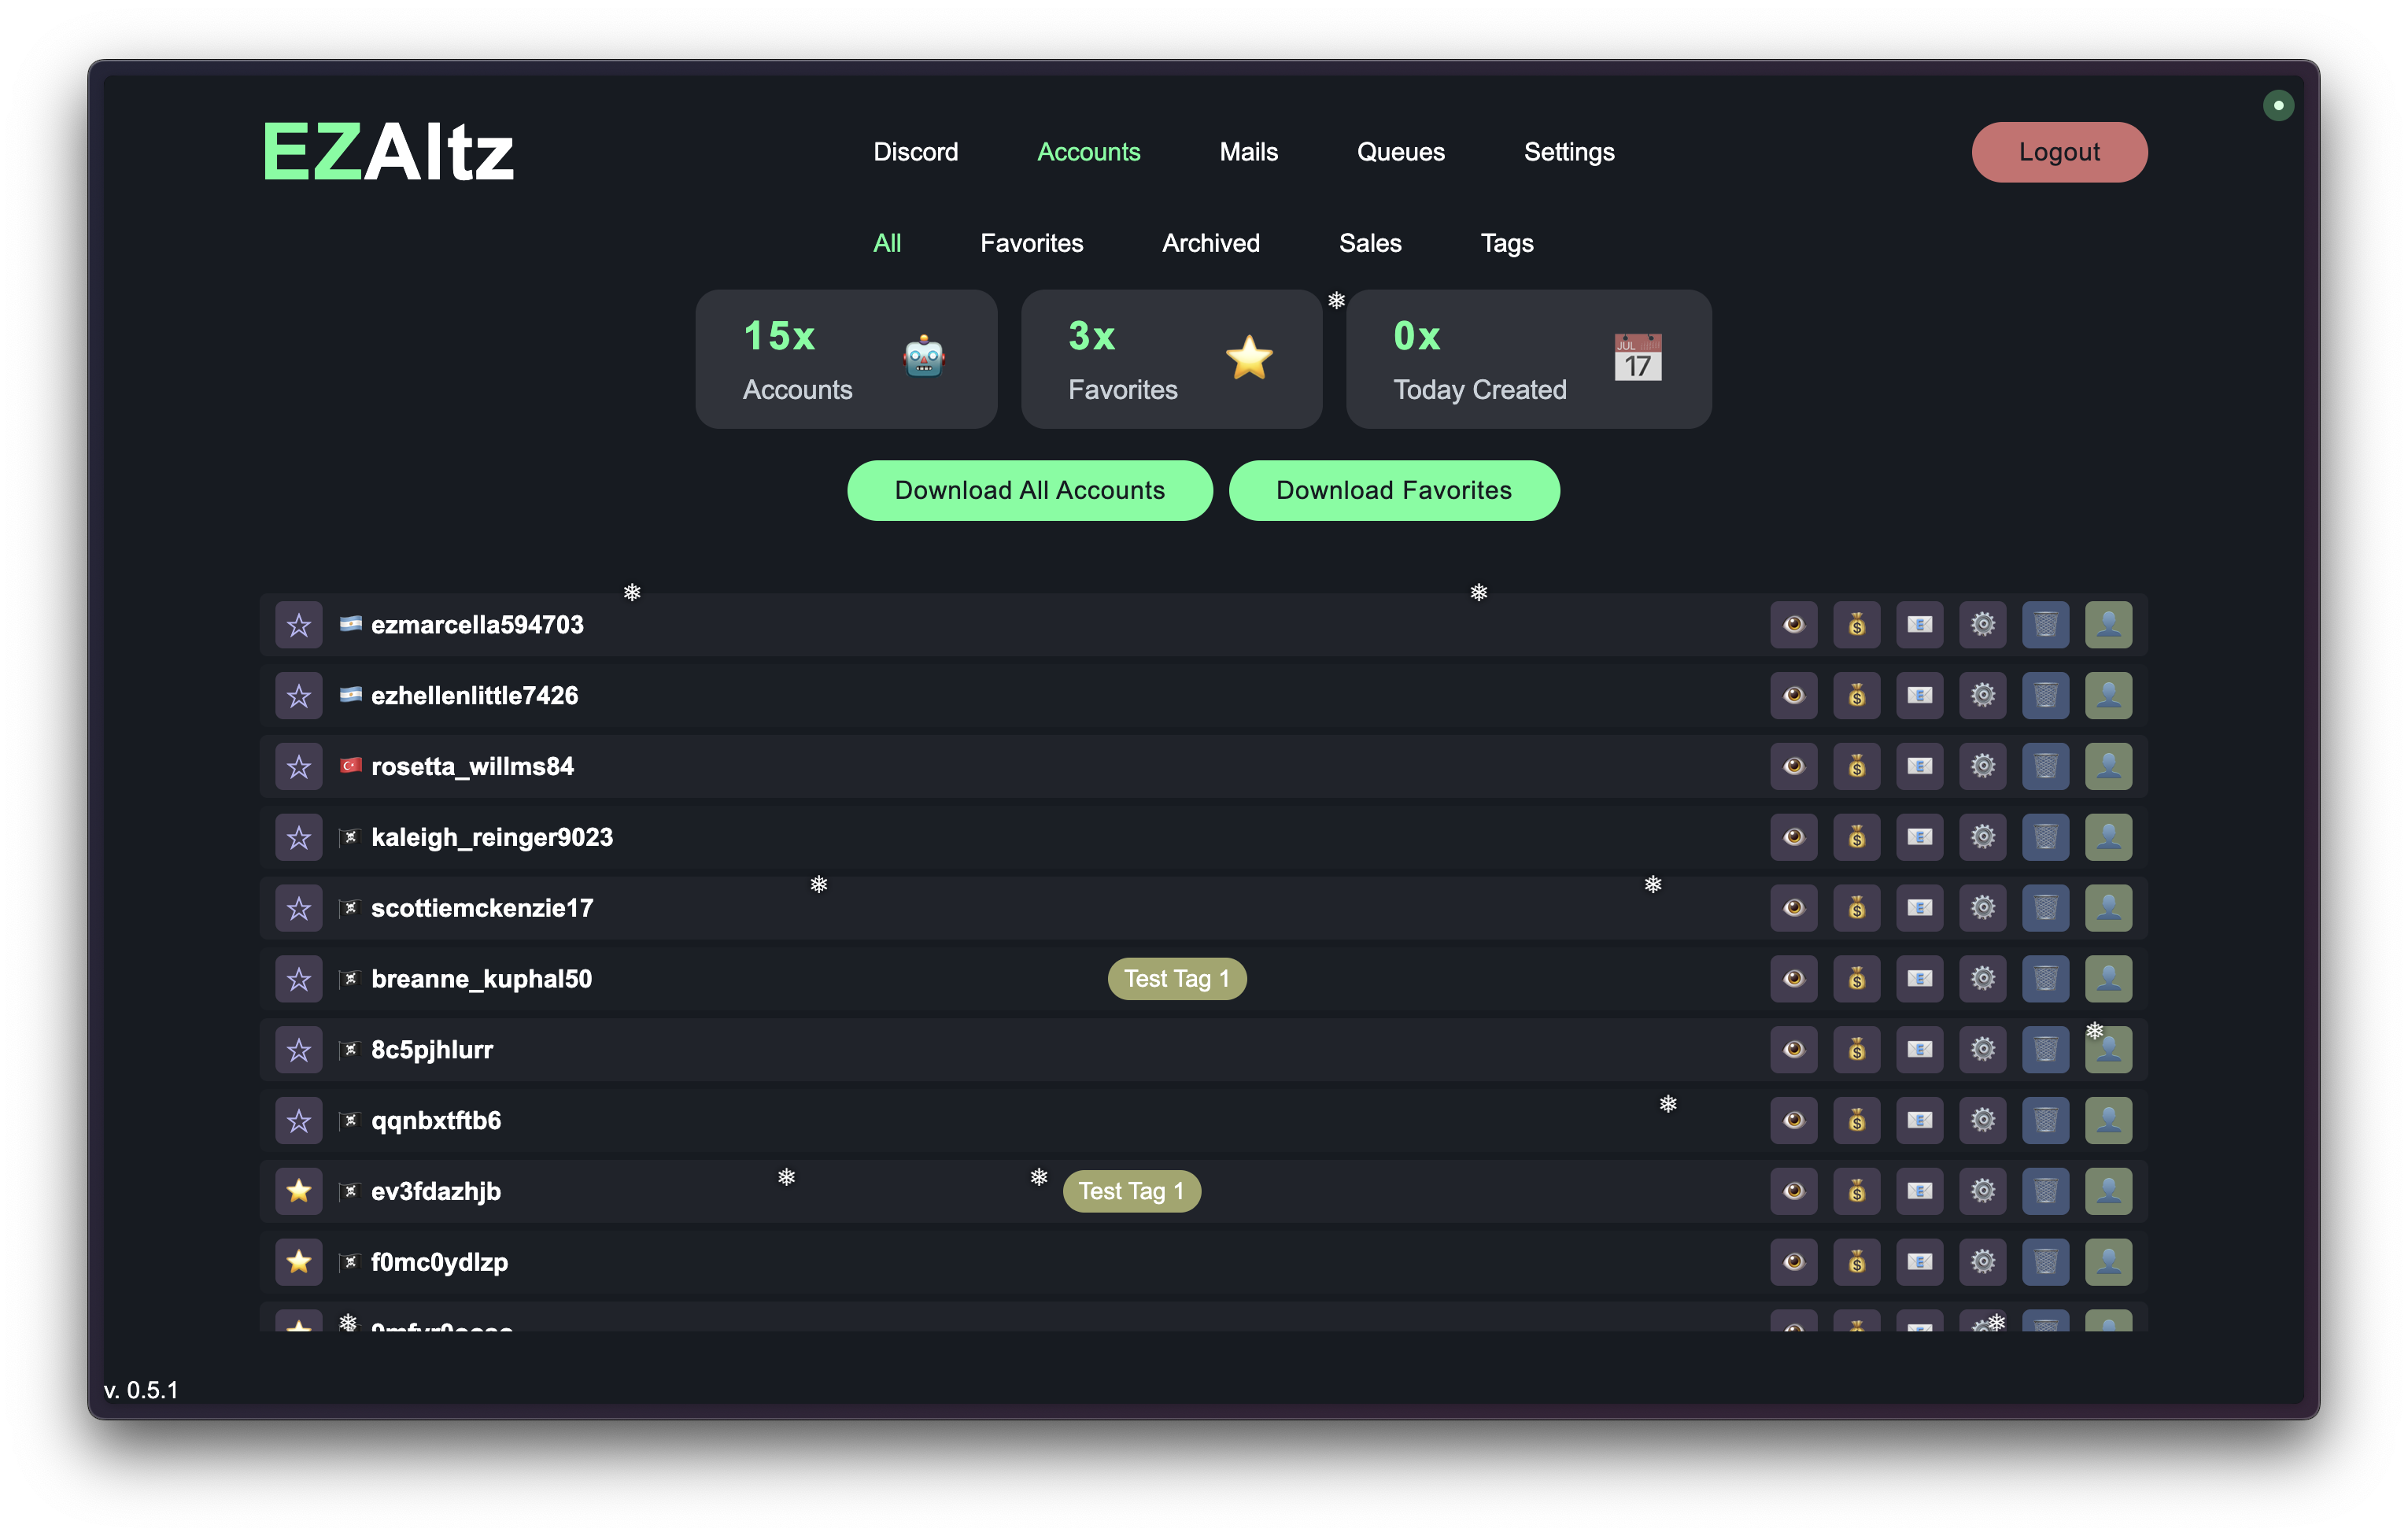 EZAltz
Discord Accounts Mails Queues Settings
Logout
All Favorites Archived Sales Tags
15x
Accounts
3x
Favorites
0x
Today Created
JUL
17
Download All Accounts
Download Favorites
ezmarcella594703
ezhellenlittle7426
rosetta_willms84
kaleigh_reinger9023
scottiemckenzie17
breanne_kuphal50 Test Tag 1
8c5pjhlurr
qqnbxtftb6
ev3fdazhjb Test Tag 1
f0mc0ydlzp
v. 0.5.1